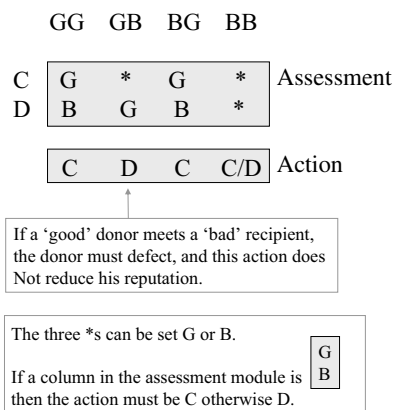 GG GB BG BB
C G * G * Assessment
D B G B *
C D C C/D Action
If a ‘good’ donor meets a ‘bad’ recipient,
the donor must defect, and this action does
Not reduce his reputation.
The three *s can be set G or B.
G
If a column in the assessment module is B
then the action must be C otherwise D.